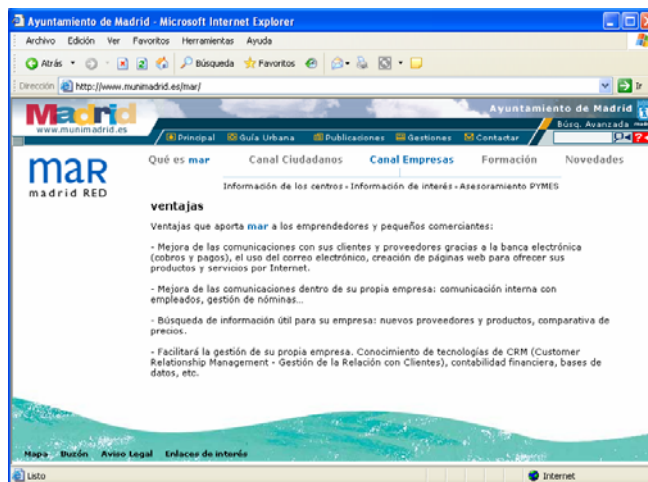 Ayuntamiento de Madrid - Microsoft Internet Explorer
Archivo Edición Ver Favoritos Herramientas Ayuda
Atrás Búsqueda Favoritos
Dirección http://www.munimadrid.es/mar/ Ir
Madrid
Ayuntamiento de Madrid
www.munimadrid.es
Búsq. Avanzada
Principal Guía Urbana Publicaciones Gestiones Contactar
mar
madrid RED
Qué es mar Canal Ciudadanos Canal Empresas Formación Novedades
Información de los centros - Información de interés - Asesoramiento PYMES
ventajas
Ventajas que aporta mar a los emprendedores y pequeños comerciantes:
- Mejora de las comunicaciones con sus clientes y proveedores gracias a la banca electrónica
(cobros y pagos), el uso del correo electrónico, creación de páginas web para ofrecer sus
productos y servicios por Internet.
- Mejora de las comunicaciones dentro de su propia empresa: comunicación interna con
empleados, gestión de nóminas...
- Búsqueda de información útil para su empresa: nuevos proveedores y productos, comparativa de
precios.
- Facilitará la gestión de su propia empresa. Conocimiento de tecnologías de CRM (Customer
Relationship Management - Gestión de la Relación con Clientes), contabilidad financiera, bases de
datos, etc.
Mapa Buzón Aviso Legal Enlaces de interés
Listo Internet